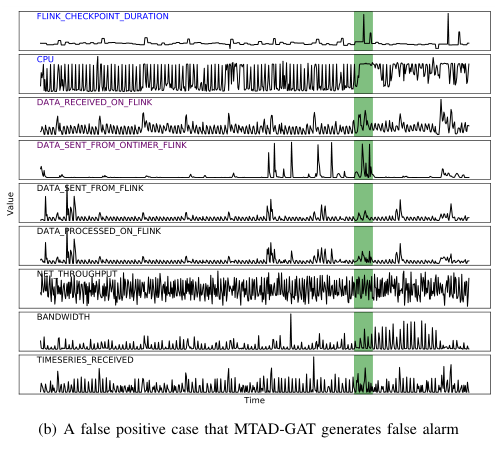 FLINK_CHECKPOINT_DURATION
CPU
DATA_RECEIVED_ON_FLINK
DATA_SENT_FROM_ONTIMER_FLINK
DATA_SENT_FROM_FLINK
DATA_PROCESSED_ON_FLINK
NET_THROUGHPUT
BANDWIDTH
TIMESERIES_RECEIVED
Value
Time
(b) A false positive case that MTAD-GAT generates false alarm